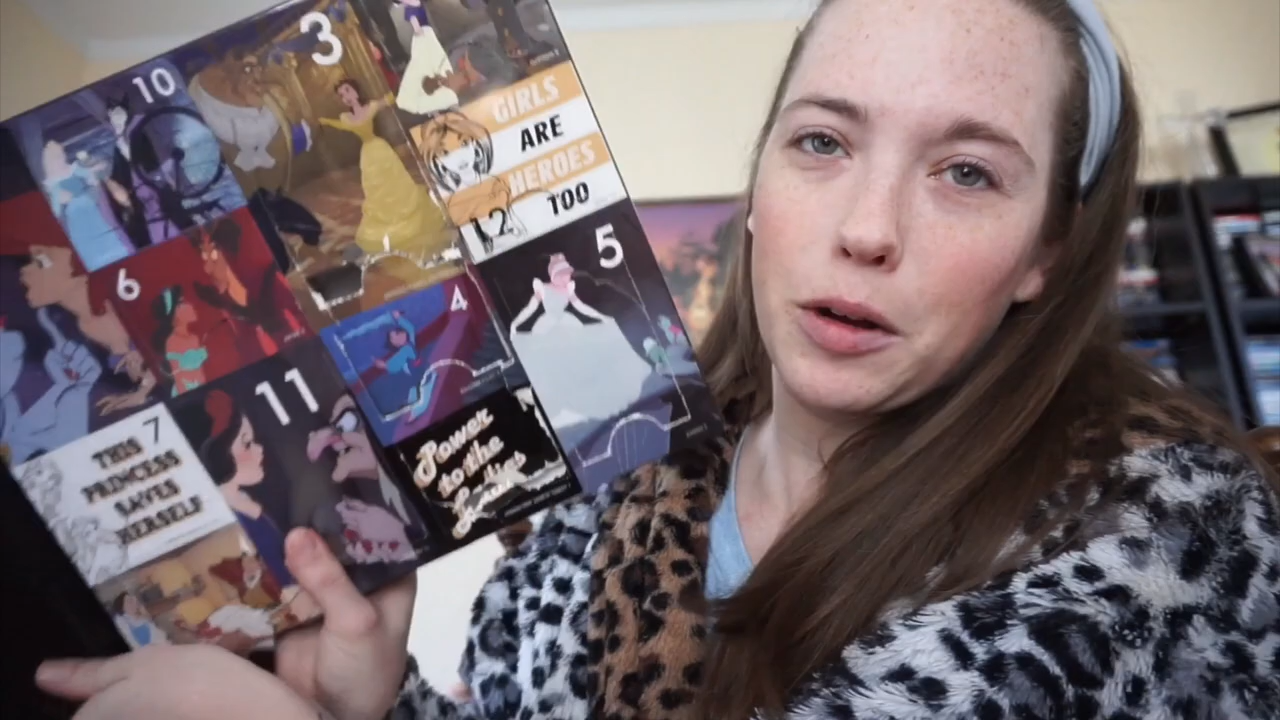 3
10
GIRLS
ARE
HEROES
TOO
12
5
6
4
7
THIS
PRINCESS
SAVES
HERSELF
11
Power
to the
Ladies